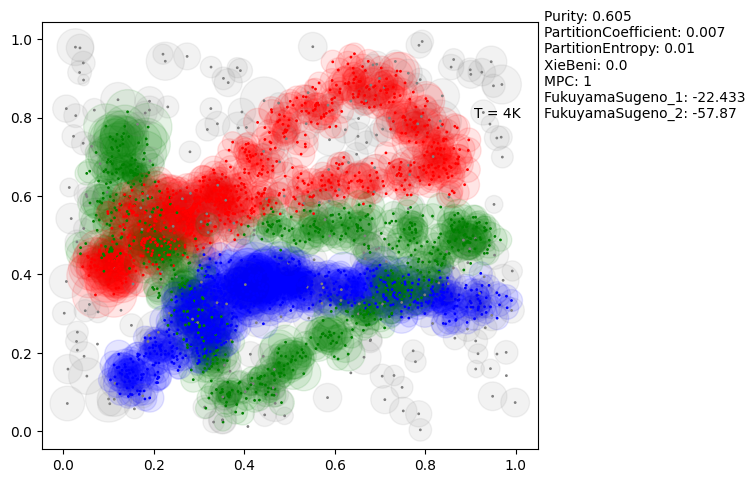 Purity: 0.605
PartitionCoefficient: 0.007
PartitionEntropy: 0.01
XieBeni: 0.0
MPC: 1
FukuyamaSugeno_1: -22.433
FukuyamaSugeno_2: -57.87
T = 4K
1.0
0.8
0.6
0.4
0.2
0.0
0.0 0.2 0.4 0.6 0.8 1.0